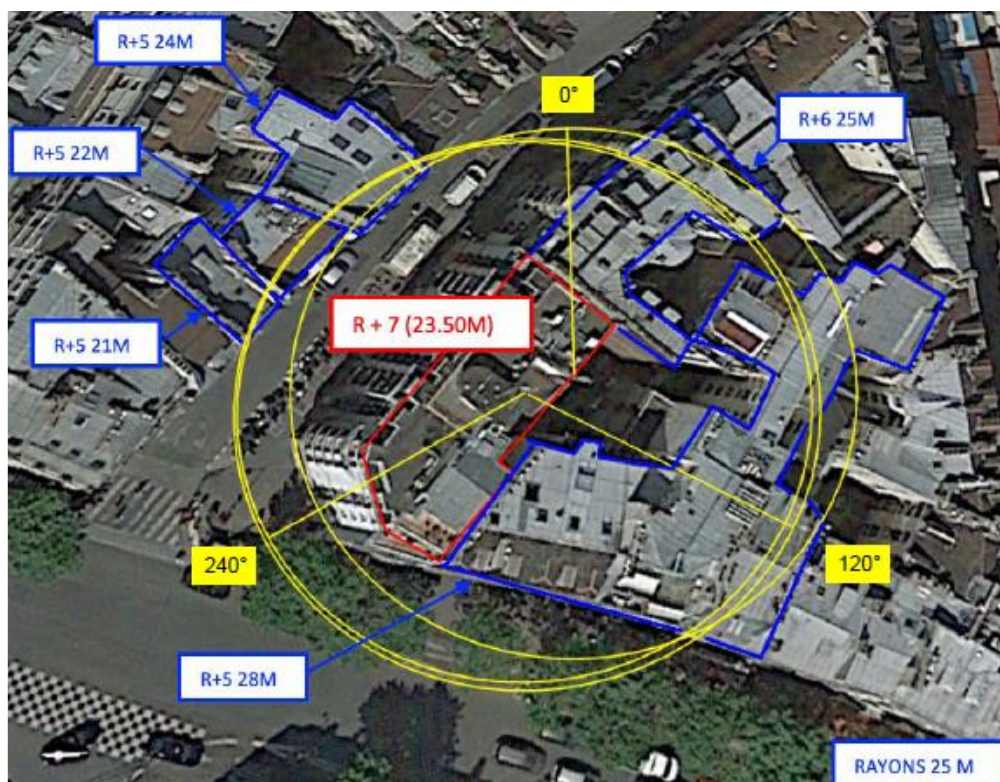 R+5 24M
0°
R+6 25M
R+5 22M
R + 7 (23.50M)
R+5 21M
240°
120°
R+5 28M
RAYONS 25 M